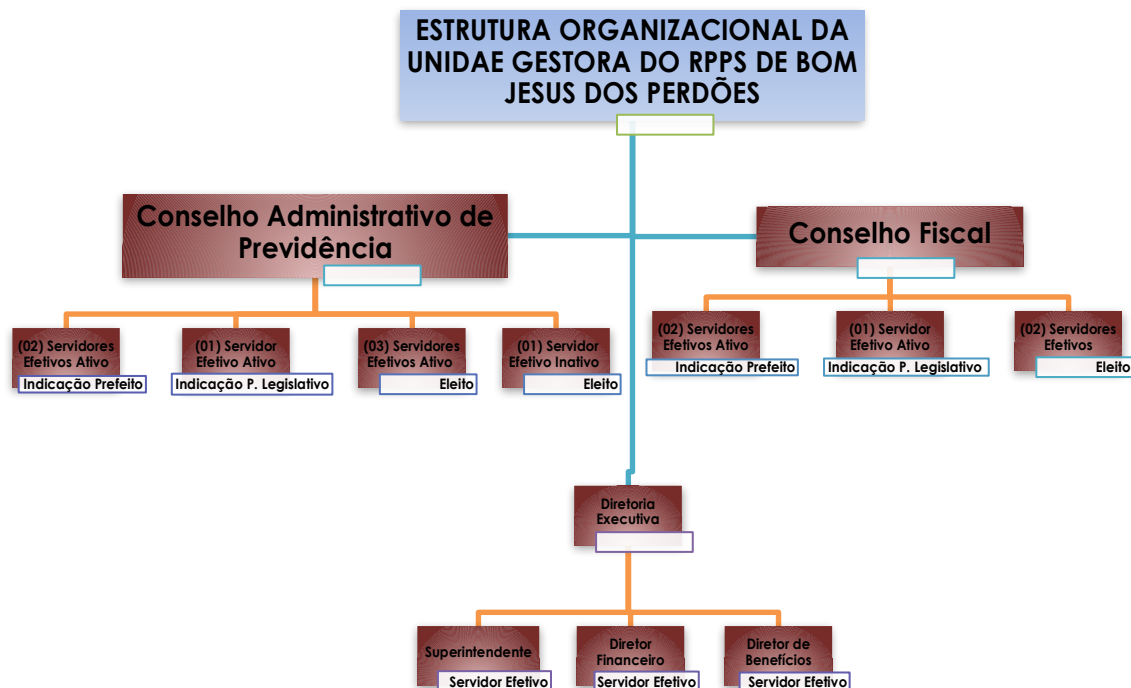 ESTRUTURA ORGANIZACIONAL DA
UNIDAE GESTORA DO RPPS DE BOM
JESUS DOS PERDÕES
Conselho Administrativo de
Previdência
Conselho Fiscal
(02) Servidores
Efetivos Ativo
Indicação Prefeito
(01) Servidor
Efetivo Ativo
Indicação P. Legislativo
(03) Servidores
Efetivos Ativo
Eleito
(01) Servidor
Efetivo Inativo
Eleito
(02) Servidores
Efetivos Ativo
Indicação Prefeito
(01) Servidor
Efetivo Ativo
Indicação P. Legislativo
(02) Servidores
Efetivos
Eleito
Diretoria
Executiva
Superintendente
Servidor Efetivo
Diretor
Financeiro
Servidor Efetivo
Diretor de
Benefícios
Servidor Efetivo